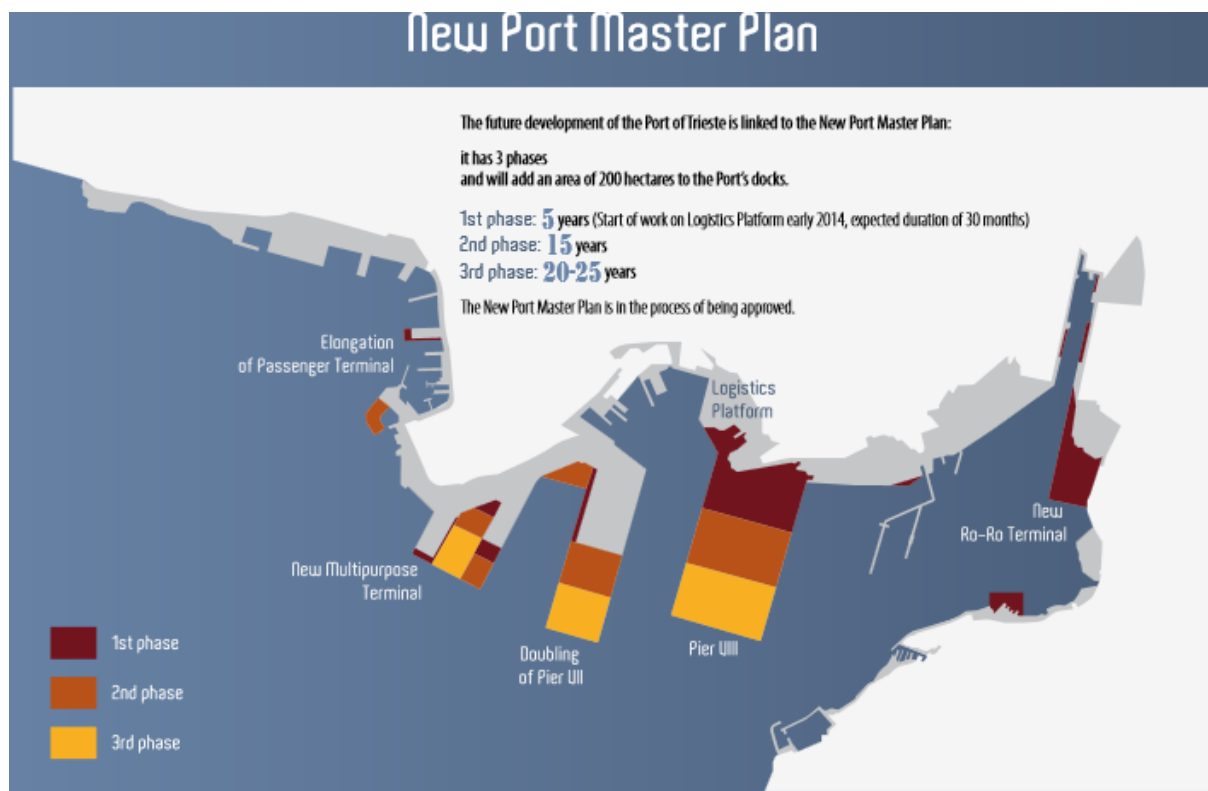 New Port Master Plan
The future development of the Port of Trieste is linked to the New Port Master Plan:
it has 3 phases
and will add an area of 200 hectares to the Port's docks.
1st phase: 5 years (Start of work on Logistics Platform early 2014, expected duration of 30 months)
2nd phase: 15 years
3rd phase: 20-25 years
The New Port Master Plan is in the process of being approved.
Elongation
of Passenger Terminal
Logistics
Platform
New
Ro-Ro Terminal
New Multipurpose
Terminal
Doubling
of Pier VII
Pier VIII
1st phase
2nd phase
3rd phase